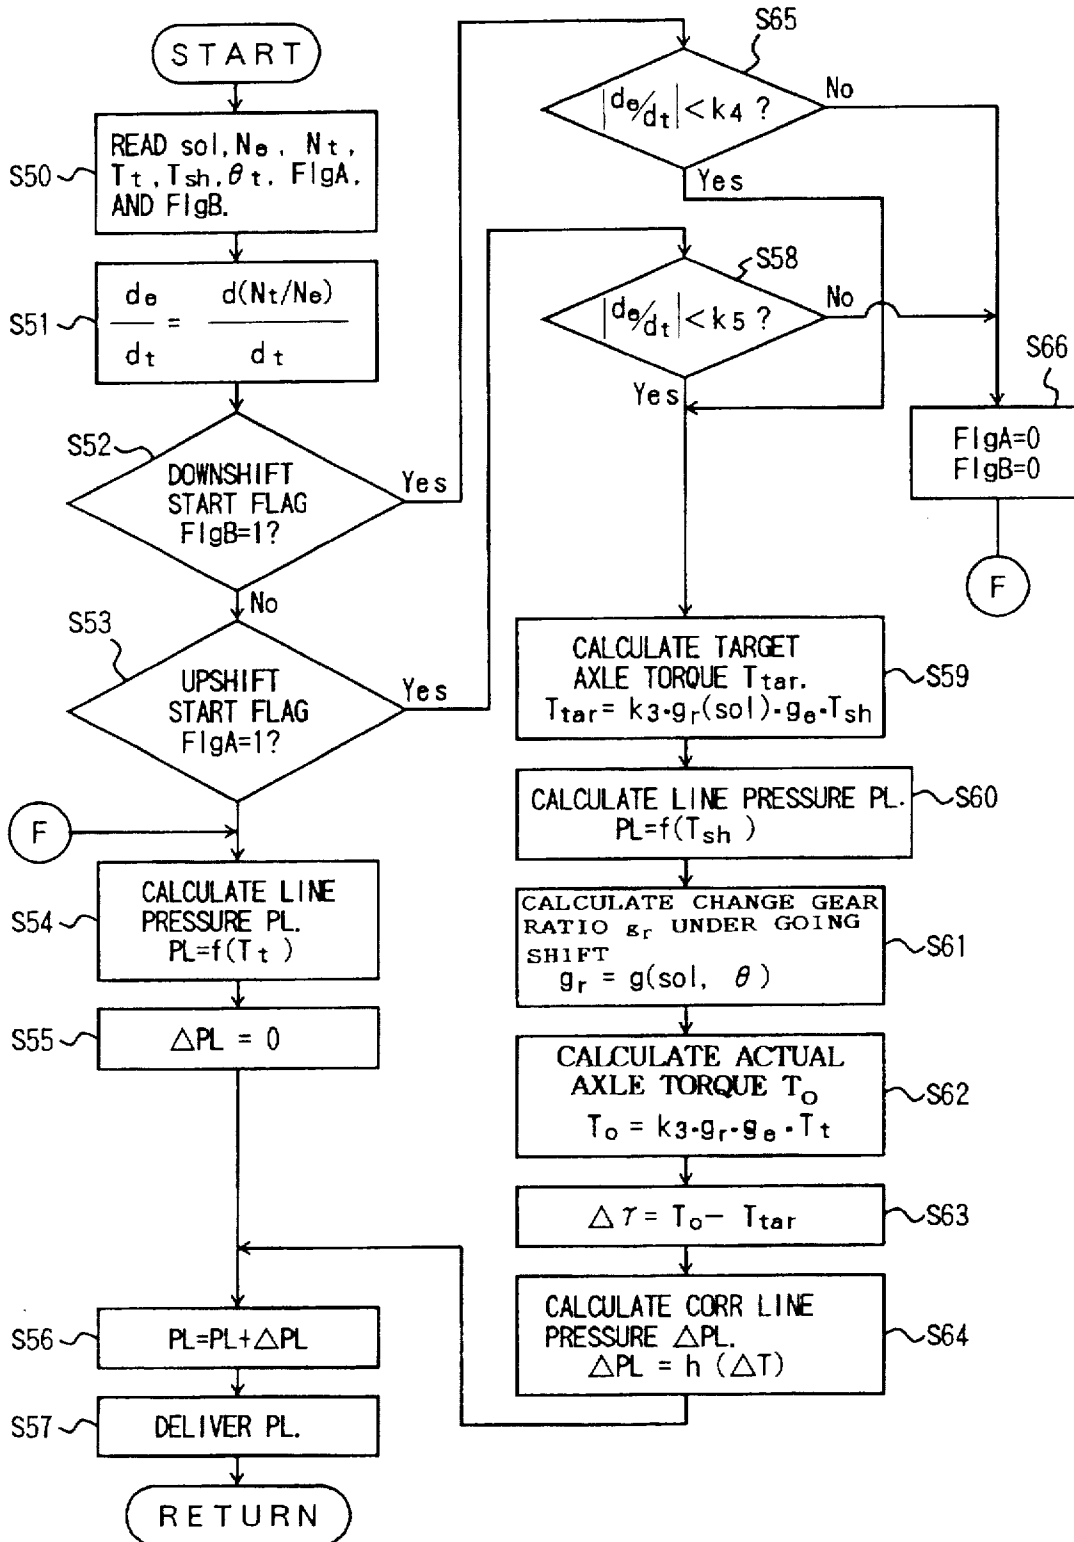 START
S50
READ sol, Ne, Nt,
Tt, Tsh, θt, FlgA,
AND FlgB.
S51
de/dt = d(Nt/Ne)/dt
S52
DOWNSHIFT
START FLAG
FlgB=1?
Yes
No
S53
UPSHIFT
START FLAG
FlgA=1?
Yes
F
S54
CALCULATE LINE
PRESSURE PL.
PL=f(Tt)
S55
△PL = 0
S56
PL=PL+△PL
S57
DELIVER PL.
RETURN
S65
|de/dt| < k4 ?
No
Yes
S58
|de/dt| < k5 ?
No
Yes
S66
FlgA=0
FlgB=0
F
CALCULATE TARGET
AXLE TORQUE Ttar.
Ttar= k3·gr(sol)·ge·Tsh
S59
CALCULATE LINE PRESSURE PL.
PL=f(Tsh)
S60
CALCULATE CHANGE GEAR
RATIO gr UNDER GOING
SHIFT
gr = g(sol, θ)
S61
CALCULATE ACTUAL
AXLE TORQUE TO
To = k3·gr·ge·Tt
S62
△τ = To− Ttar
S63
CALCULATE CORR LINE
PRESSURE △PL.
△PL = h (△T)
S64